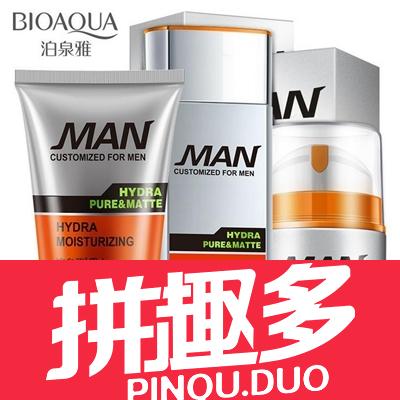 BIOAQUA
泊泉雅
MAN
CUSTOMIZED FOR MEN
HYDRA
PURE&MATTE
HYDRA
MOISTURIZING
MAN
CUSTOMIZED FOR MEN
HYDRA
PURE&MATTE
MAN
拼趣多
PINQU.DUO